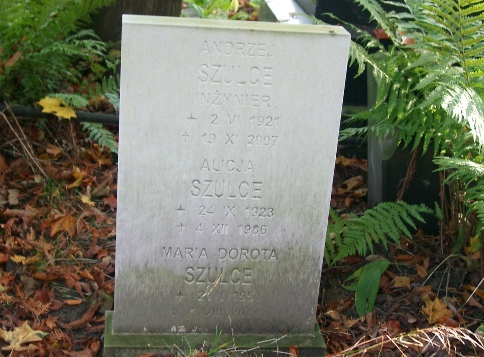 ANDRZEJ
SZULCE
INŻYNIER
+ 2 VI 1921
+ 19 XI 2007
ALICJA
SZULCE
+ 24 IX 1923
+ 4 XII 1986
MARIA DOROTA
SZULCE